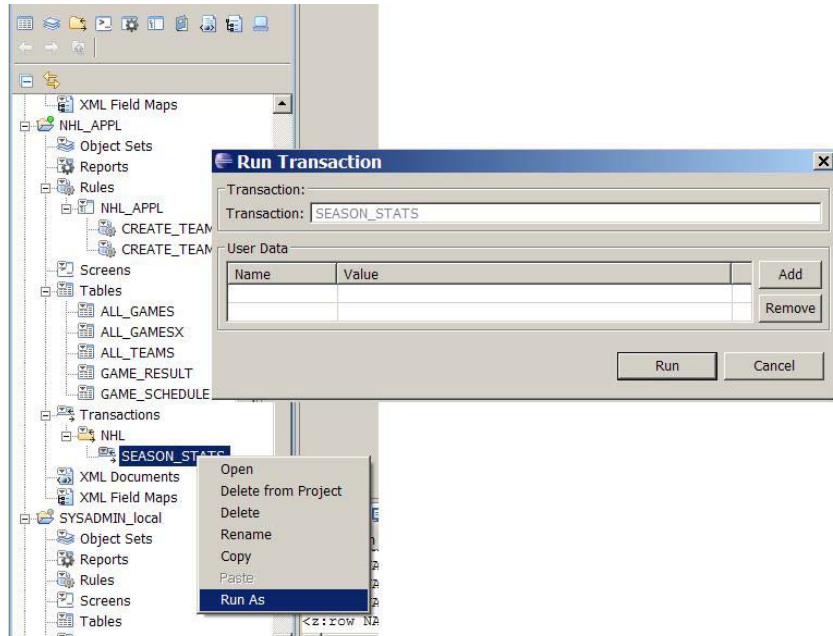 XML Field Maps
NHL_APPL
Object Sets
Reports
Rules
NHL_APPL
CREATE_TEAM
CREATE_TEAM
Screens
Tables
ALL_GAMES
ALL_GAMESX
ALL_TEAMS
GAME_RESULT
GAME_SCHEDULE
Transactions
NHL
SEASON_STATS
XML Documents
XML Field Maps
SYSADMIN_local
Object Sets
Reports
Rules
Screens
Tables
Run Transaction
Transaction:
Transaction: SEASON_STATS
User Data
Name Value
Add
Remove
Run Cancel
Open
Delete from Project
Delete
Rename
Copy
Paste
Run As
<z:row NA